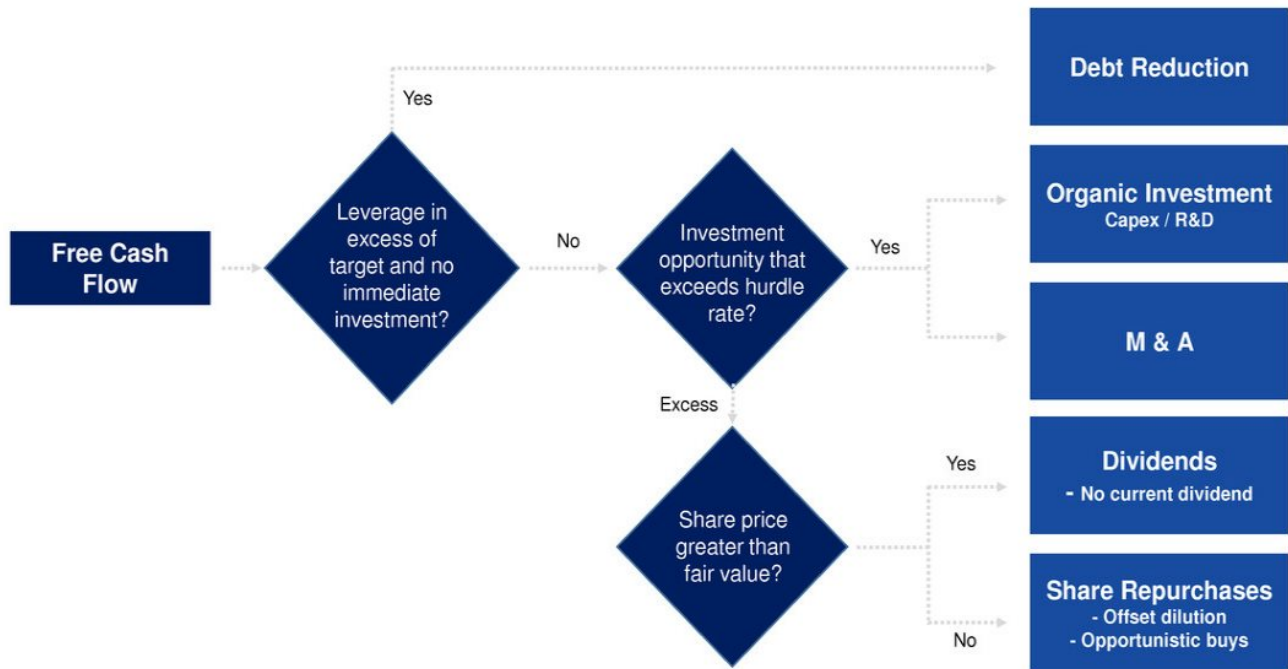 Debt Reduction
Yes
Leverage in
excess of
target and no
immediate
investment?
Free Cash
Flow
No
Investment
opportunity that
exceeds hurdle
rate?
Yes
Organic Investment
Capex / R&D
M & A
Excess
Share price
greater than
fair value?
Yes
Dividends
- No current dividend
No
Share Repurchases
- Offset dilution
- Opportunistic buys